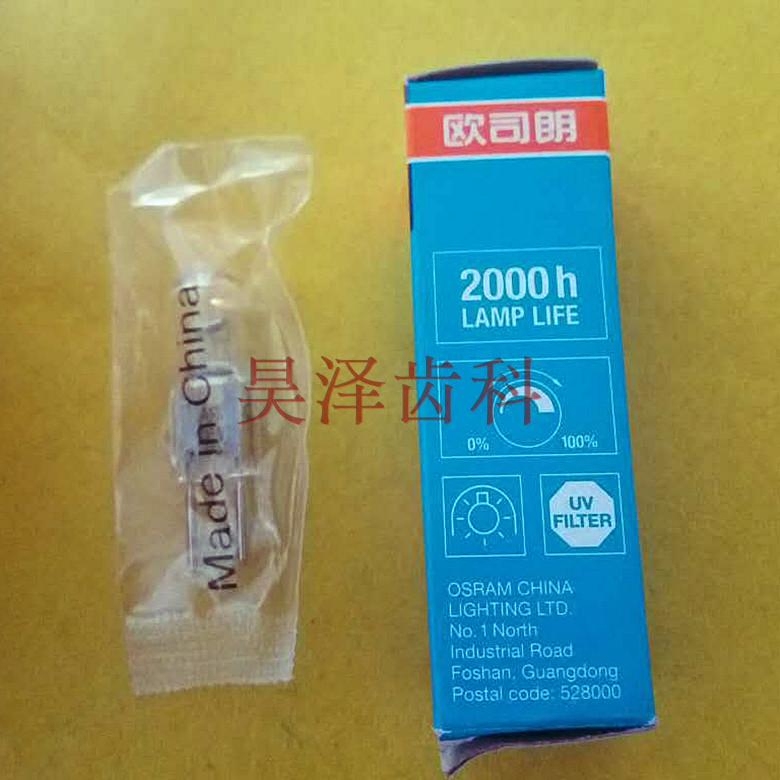 Made in China
欧司朗
2000 h
LAMP LIFE
昊泽齿科
0% 100%
UV
FILTER
OSRAM CHINA
LIGHTING LTD.
No. 1 North
Industrial Road
Foshan, Guangdong
Postal code: 528000